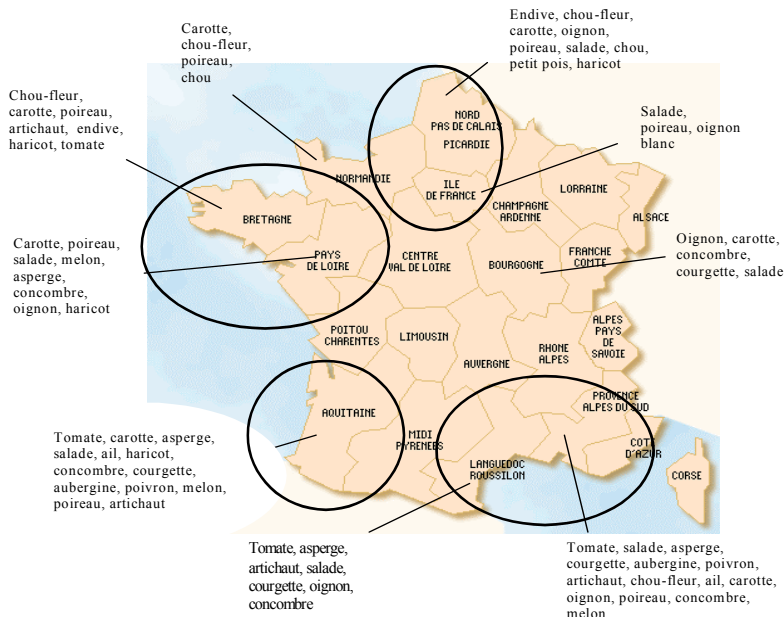 Endive, chou-fleur,
carotte, oignon,
poireau, salade, chou,
petit pois, haricot
Carotte,
chou-fleur,
poireau,
chou
Chou-fleur,
carotte, poireau,
artichaut, endive,
haricot, tomate
Salade,
poireau, oignon
blanc
NORD
PAS DE CALAIS
PICARDIE
NORMANDIE
ILE
DE FRANCE
CHAMPAGNE
ARDENNE
LORRAINE
ALSACE
BRETAGNE
Carotte, poireau,
salade, melon,
asperge,
concombre,
oignon, haricot
PAYS
DE LOIRE
CENTRE
VAL DE LOIRE
BOURGOGNE
FRANCHE
COMTE
Oignon, carotte,
concombre,
courgette, salade
POITOU
CHARENTES
LIMOUSIN
AUVERGNE
RHONE
ALPES
ALPES
PAYS
DE
SAVOIE
AQUITAINE
MIDI
PYRENEES
LANGUEDOC
ROUSSILON
PROVENCE
ALPES DU SUD
COTE
D'AZUR
CORSE
Tomate, carotte, asperge,
salade, ail, haricot,
concombre, courgette,
aubergine, poivron, melon,
poireau, artichaut
Tomate, asperge,
artichaut, salade,
courgette, oignon,
concombre
Tomate, salade, asperge,
courgette, aubergine, poivron,
artichaut, chou-fleur, ail, carotte,
oignon, poireau, concombre,
melon